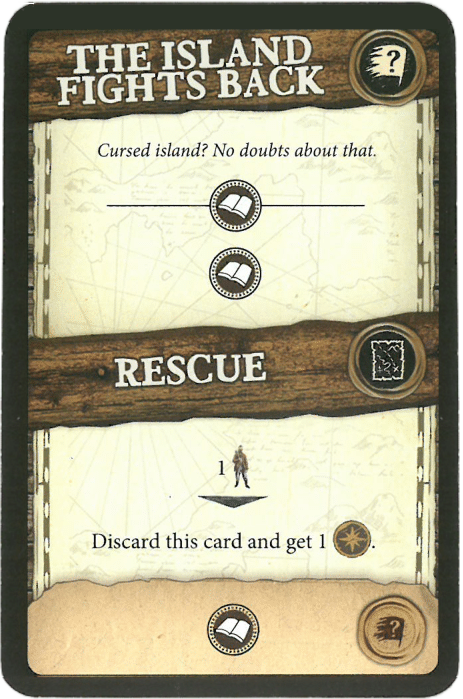 THE ISLAND
FIGHTS BACK
?
Cursed island? No doubts about that.
RESCUE
1
Discard this card and get 1 .
?